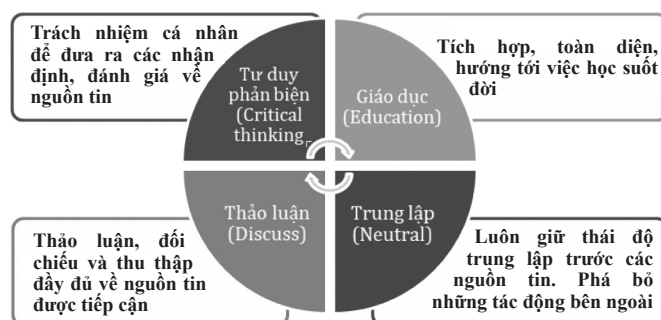 Trách nhiệm cá nhân
để đưa ra các nhận
định, đánh giá về
nguồn tin
Tư duy
phản biện
(Critical
thinking
Giáo dục
(Education)
Tích hợp, toàn diện,
hướng tới việc học suốt
đời
Thảo luận, đối
chiếu và thu thập
đầy đủ về nguồn tin
được tiếp cận
Thảo luận
(Discuss)
Trung lập
(Neutral)
Luôn giữ thái độ
trung lập trước các
nguồn tin. Phá bỏ
những tác động bên ngoài